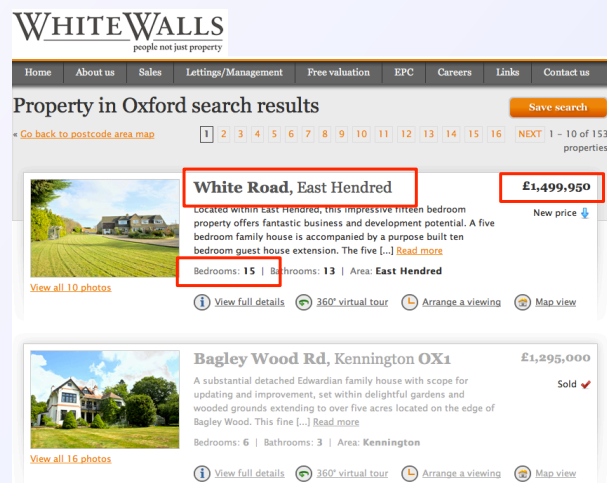 WHITEWALLS
people not just property
Home About us Sales Lettings/Management Free valuation EPC Careers Links Contact us
Property in Oxford search results
Save search
« Go back to postcode area map 1 2 3 4 5 6 7 8 9 10 11 12 13 14 15 16 NEXT 1 - 10 of 153
properties
White Road, East Hendred £1,499,950
Located within East Hendred, this impressive fifteen bedroom New price
property offers fantastic business and development potential. A five
bedroom family house is accompanied by a purpose built ten
bedroom guest house extension. The five [...] Read more
Bedrooms: 15 | Bathrooms: 13 | Area: East Hendred
View all 10 photos
View full details 360° virtual tour Arrange a viewing Map view
Bagley Wood Rd, Kennington OX1 £1,295,000
A substantial detached Edwardian family house with scope for Sold
updating and improvement, set within delightful gardens and
wooded grounds extending to over five acres located on the edge of
Bagley Wood. This fine [...] Read more
Bedrooms: 6 | Bathrooms: 3 | Area: Kennington
View all 16 photos
View full details 360° virtual tour Arrange a viewing Map view